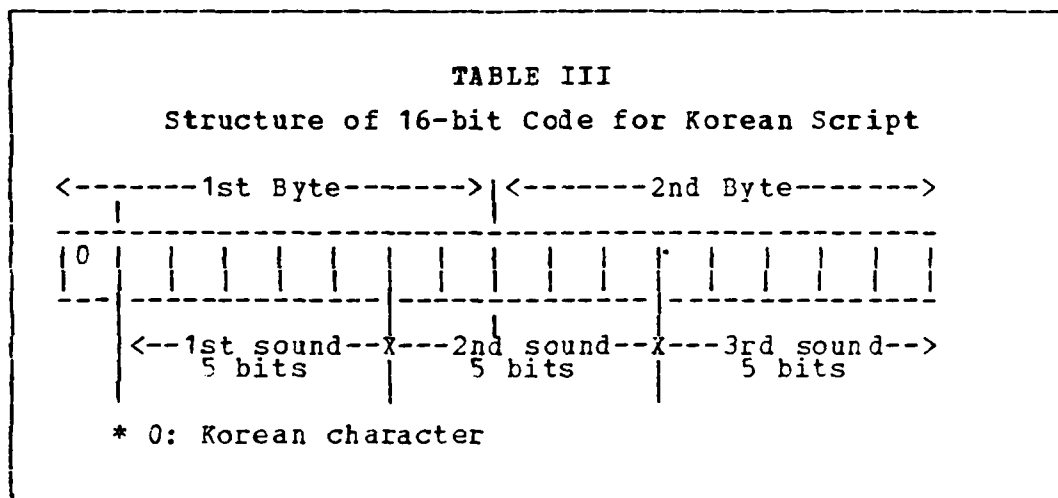 TABLE III
Structure of 16-bit Code for Korean Script
<-------1st Byte------->|<-------2nd Byte------->
0
<--1st sound--X---2nd sound--X---3rd sound-->
5 bits 5 bits 5 bits
* 0: Korean character